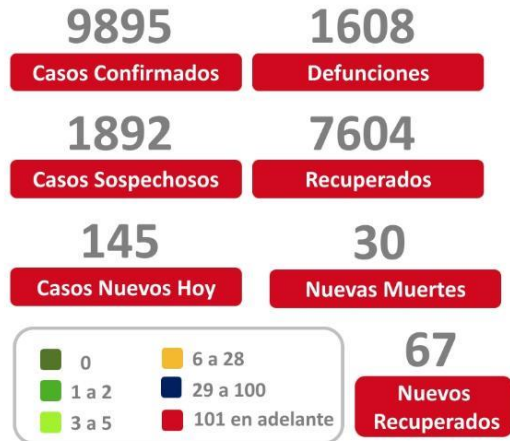 9895 1608
Casos Confirmados Defunciones
1892 7604
Casos Sospechosos Recuperados
145 30
Casos Nuevos Hoy Nuevas Muertes
0 6 a 28
1 a 2 29 a 100
3 a 5 101 en adelante
67
Nuevos
Recuperados